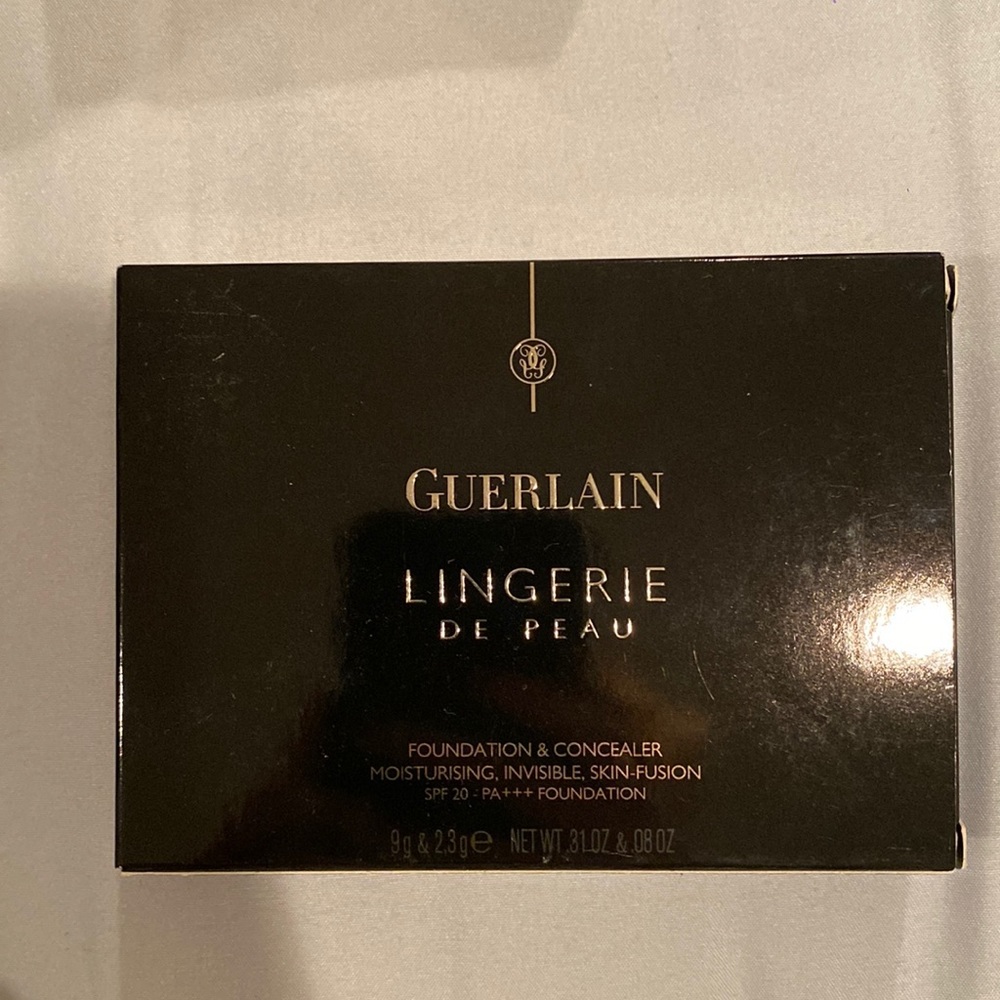 GUERLAIN
LINGERIE
DE PEAU
FOUNDATION & CONCEALER
MOISTURISING, INVISIBLE, SKIN-FUSION
SPF 20 - PA+++ FOUNDATION
9g & 2.3g℮ NET WT .31 OZ & .08 OZ